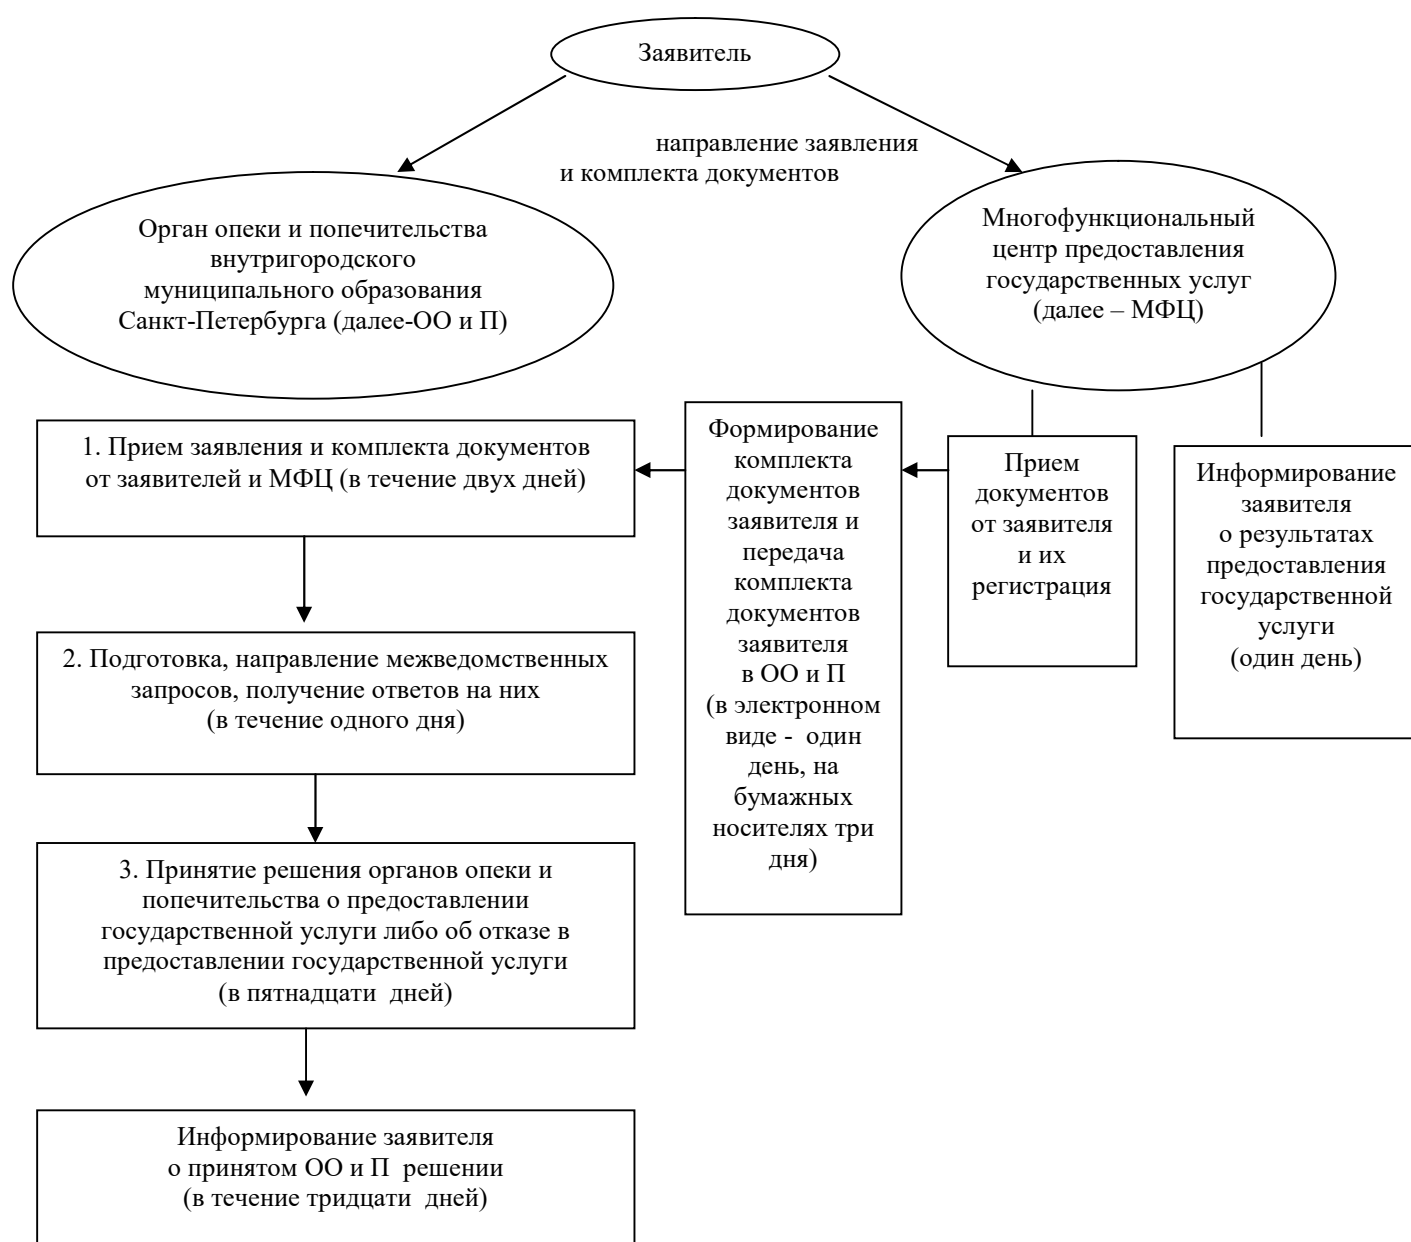 Заявитель
направление заявления
и комплекта документов
Орган опеки и попечительства
внутригородского
муниципального образования
Санкт-Петербурга (далее-ОО и П)
Многофункциональный
центр предоставления
государственных услуг
(далее – МФЦ)
1. Прием заявления и комплекта документов
от заявителей и МФЦ (в течение двух дней)
Формирование
комплекта
документов
заявителя и
передача
комплекта
документов
заявителя
в ОО и П
(в электронном
виде - один
день, на
бумажных
носителях три
дня)
Прием
документов
от заявителя
и их
регистрация
Информирование
заявителя
о результатах
предоставления
государственной
услуги
(один день)
2. Подготовка, направление межведомственных
запросов, получение ответов на них
(в течение одного дня)
3. Принятие решения органов опеки и
попечительства о предоставлении
государственной услуги либо об отказе в
предоставлении государственной услуги
(в пятнадцати дней)
Информирование заявителя
о принятом ОО и П решении
(в течение тридцати дней)